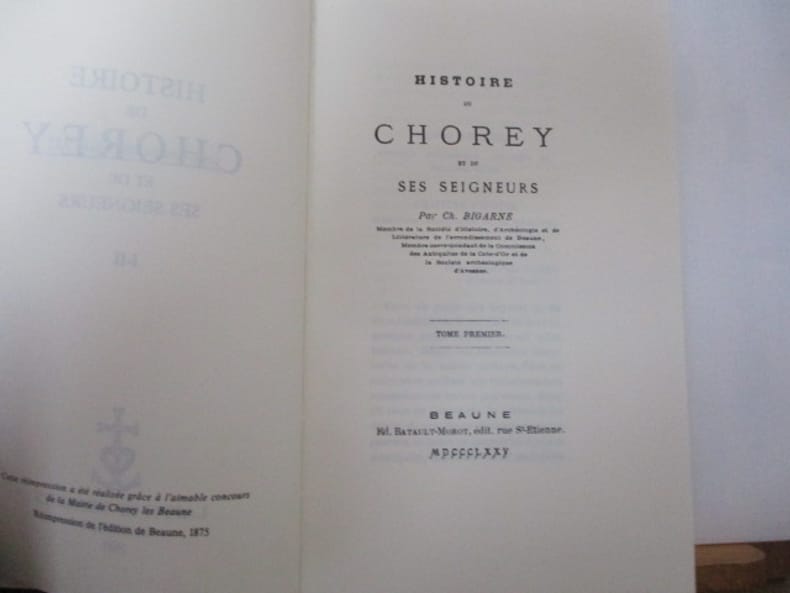 Cette réimpression a été réalisée grâce à l'aimable concours
de la Mairie de Chorey les Beaune
Réimpression de l'édition de Beaune, 1875
HISTOIRE
DE
CHOREY
ET DE
SES SEIGNEURS
Par Ch. BIGARNE
Membre de la Société d'Histoire, d'Archéologie et de
Littérature de l'arrondissement de Beaune,
Membre correspondant de la Commission
des Antiquités de la Côte-d'Or et de
la Société archéologique
d'Avesnes.
TOME PREMIER.
BEAUNE
Ed. BATAULT-MOROT, édit. rue St-Etienne.
MDCCCLXXV